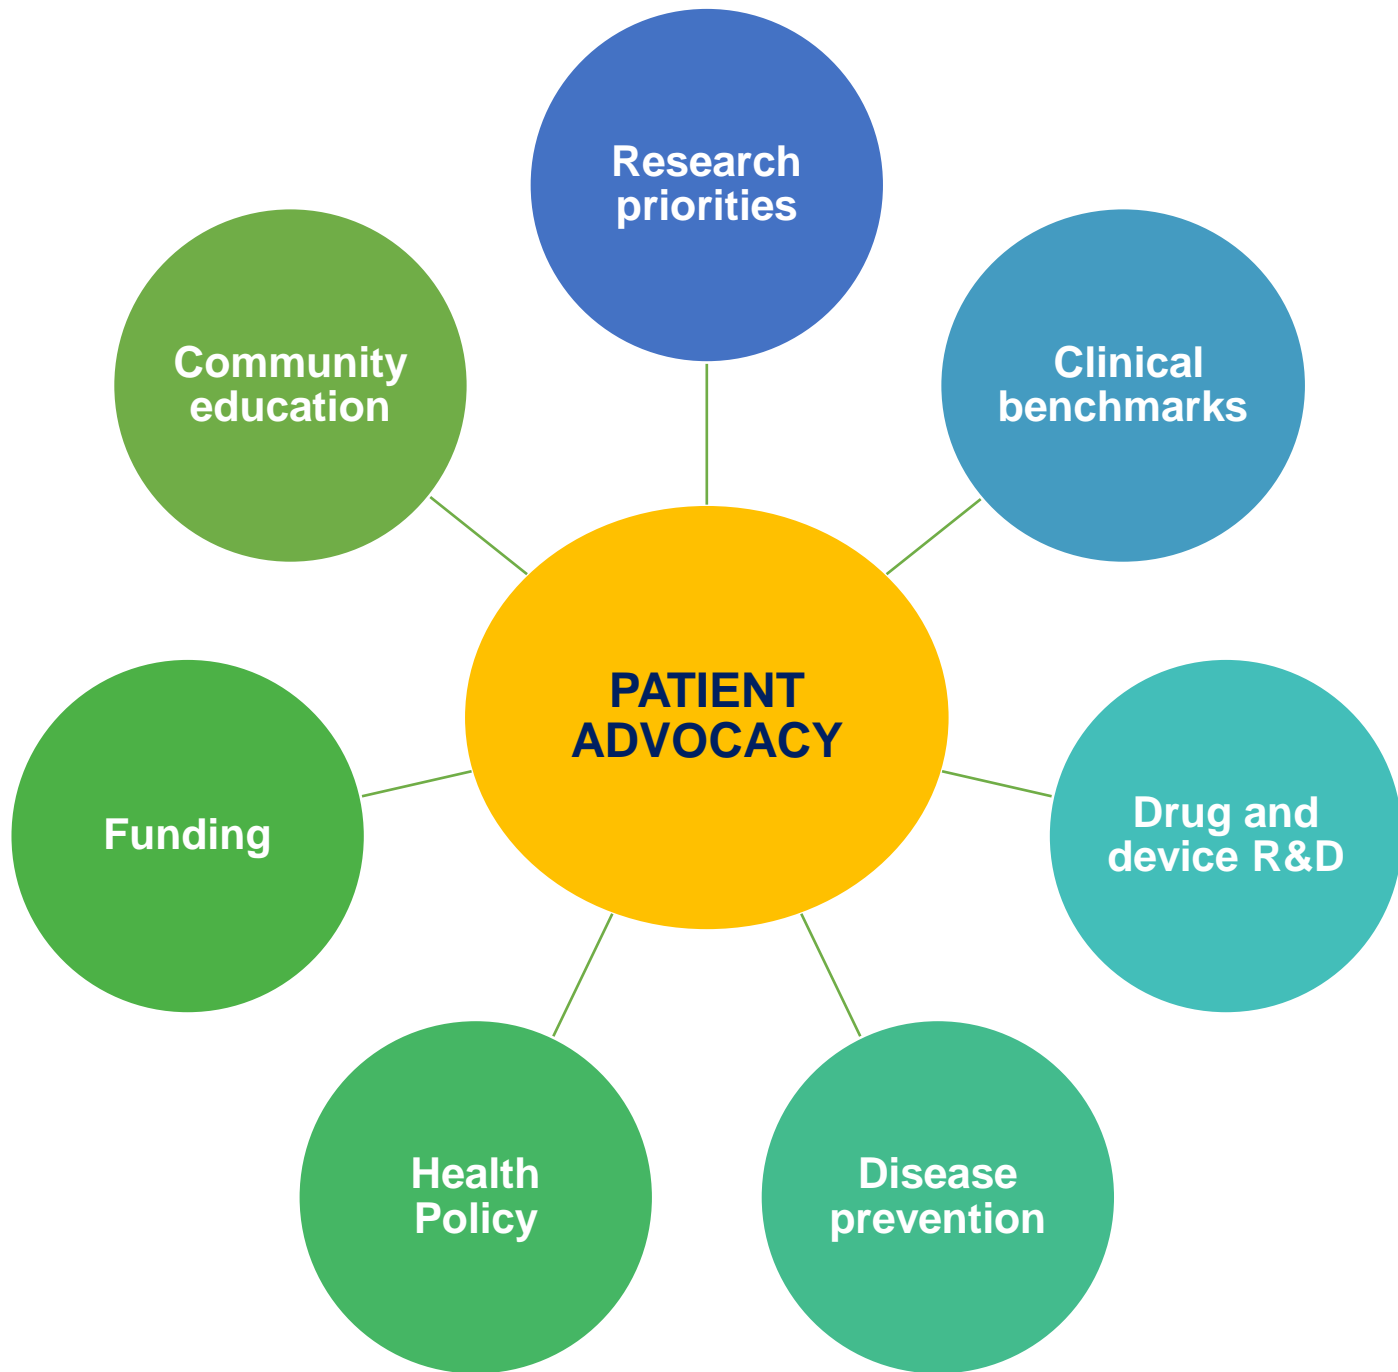 Research
priorities
Community
education
Clinical
benchmarks
PATIENT
ADVOCACY
Funding
Drug and
device R&D
Health
Policy
Disease
prevention